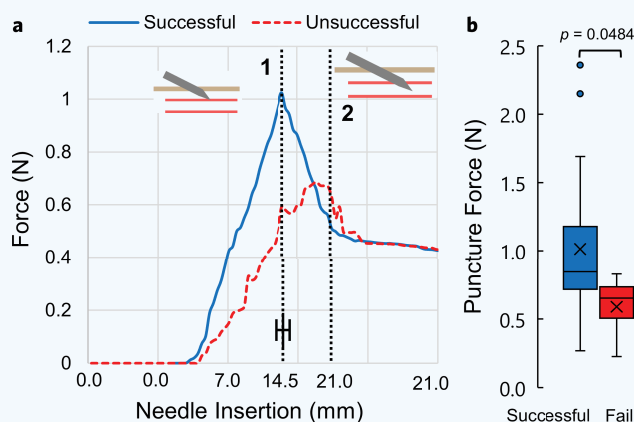 a
Successful
Unsuccessful
Force (N)
1.2
1
0.8
0.6
0.4
0.2
0
1
2
0.0
0.0
7.0
14.5
21.0
21.0
Needle Insertion (mm)
b
p = 0.0484
Puncture Force (N)
2.5
2.0
1.5
1.0
0.5
0.0
Successful
Fail